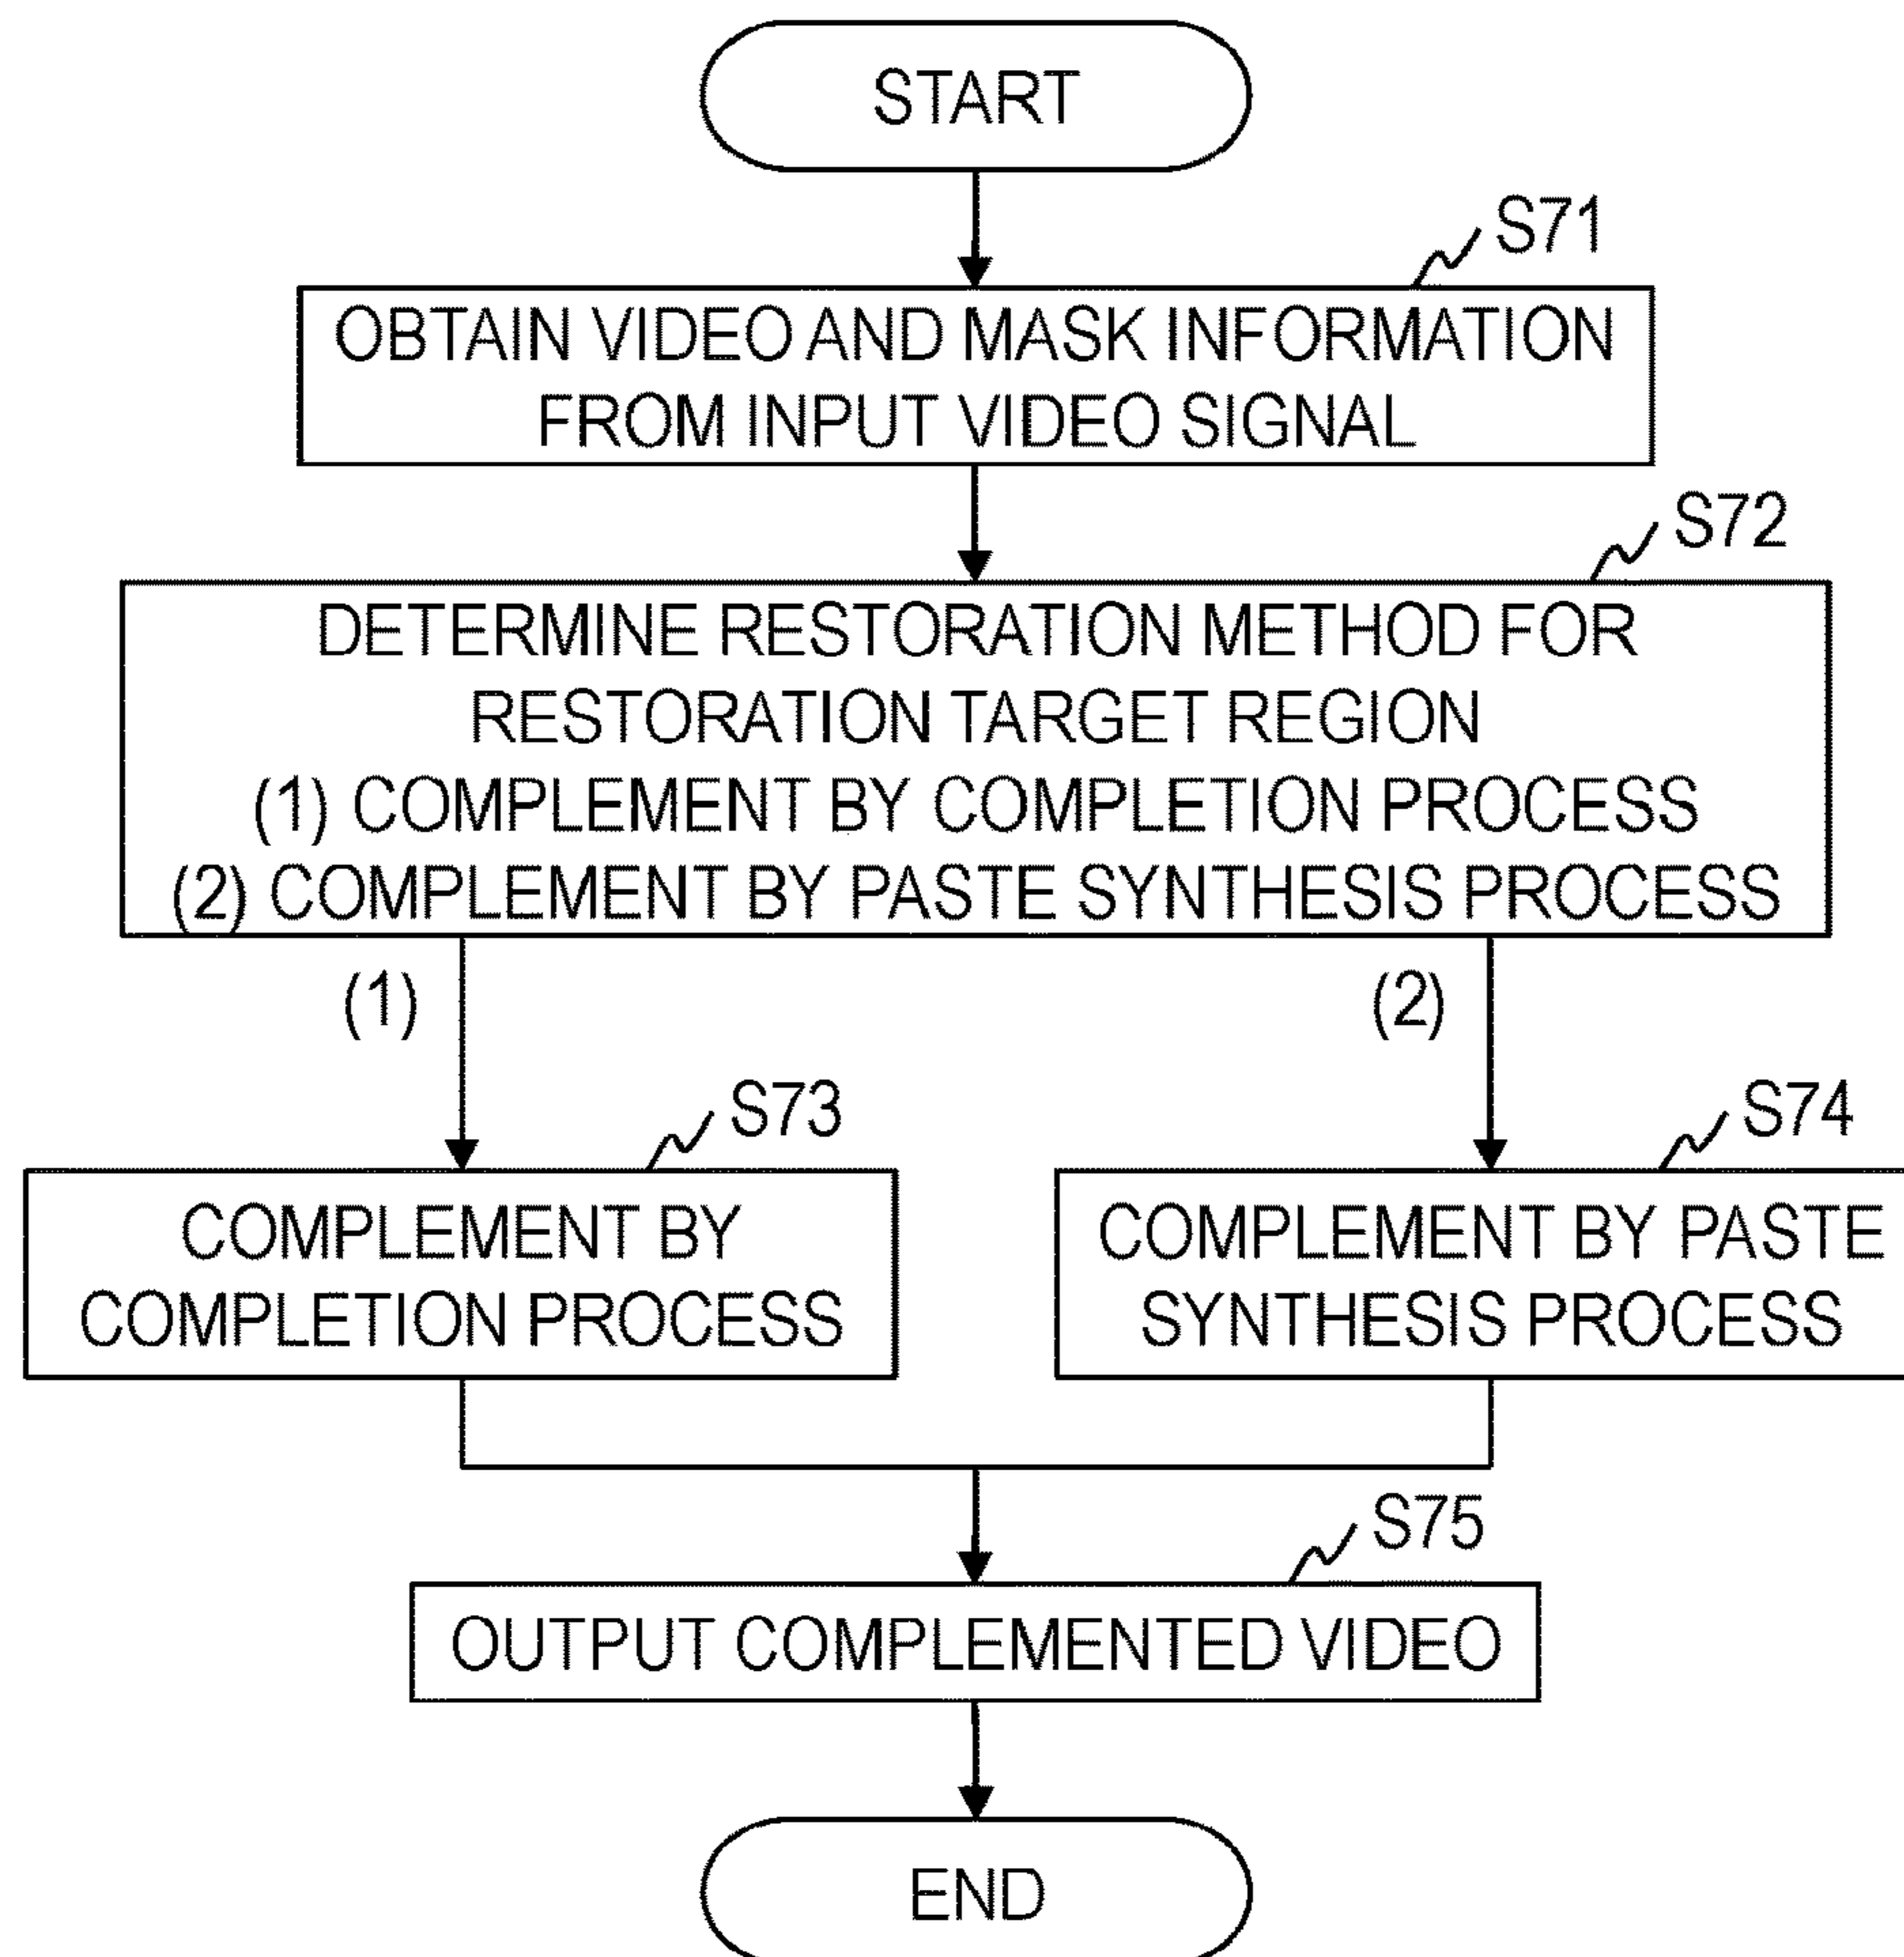 START
S71
OBTAIN VIDEO AND MASK INFORMATION
FROM INPUT VIDEO SIGNAL
S72
DETERMINE RESTORATION METHOD FOR
RESTORATION TARGET REGION
(1) COMPLEMENT BY COMPLETION PROCESS
(2) COMPLEMENT BY PASTE SYNTHESIS PROCESS
(1)
(2)
S73
COMPLEMENT BY
COMPLETION PROCESS
S74
COMPLEMENT BY PASTE
SYNTHESIS PROCESS
S75
OUTPUT COMPLEMENTED VIDEO
END